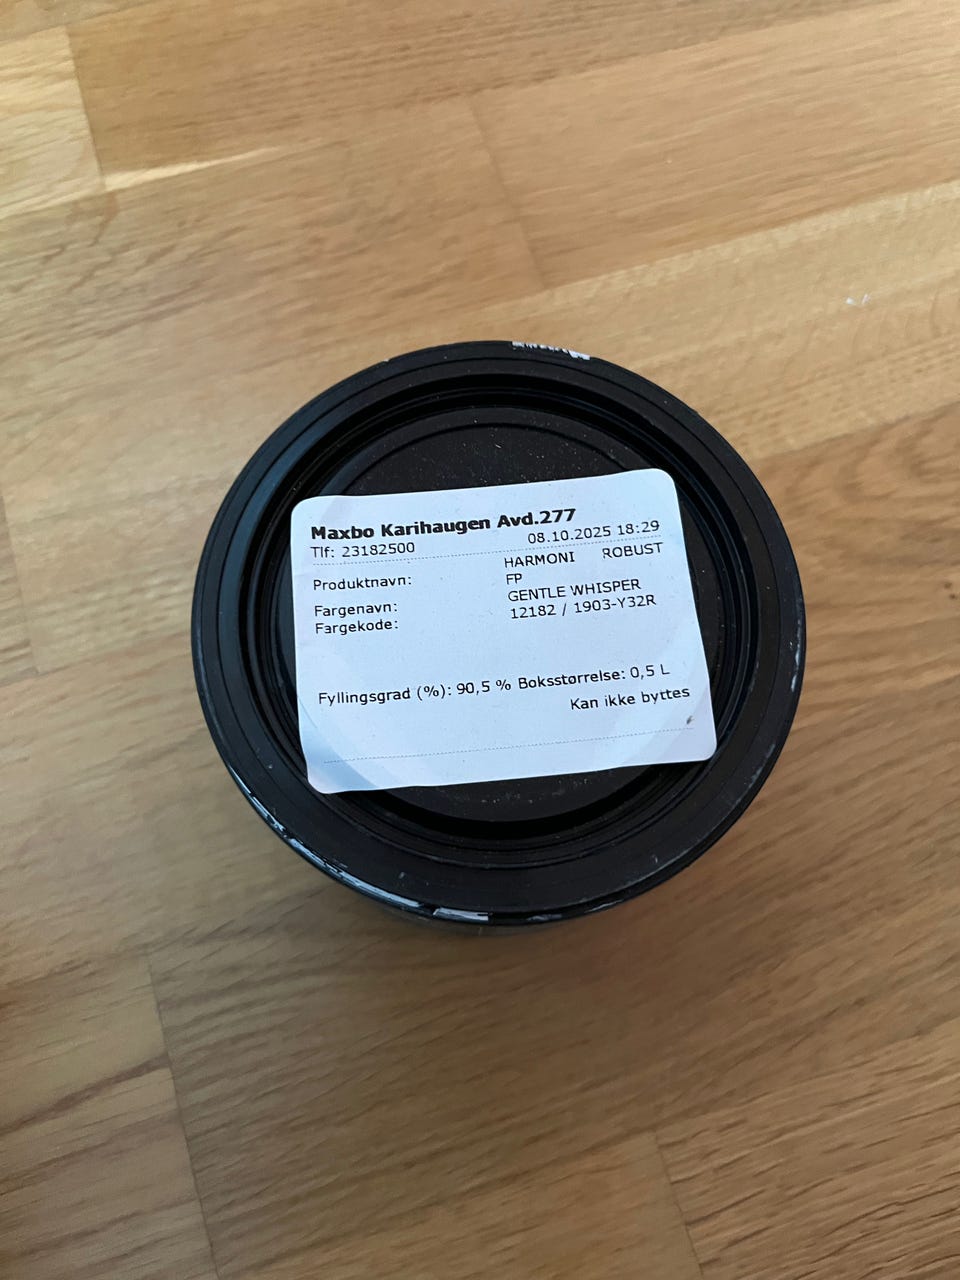 Maxbo Karihaugen Avd.277
Tlf: 23182500 08.10.2025 18:29
Produktnavn: HARMONI ROBUST
FP
Fargenavn: GENTLE WHISPER
Fargekode: 12182 / 1903-Y32R
Fyllingsgrad (%): 90,5 % Boksstørrelse: 0,5 L
Kan ikke byttes